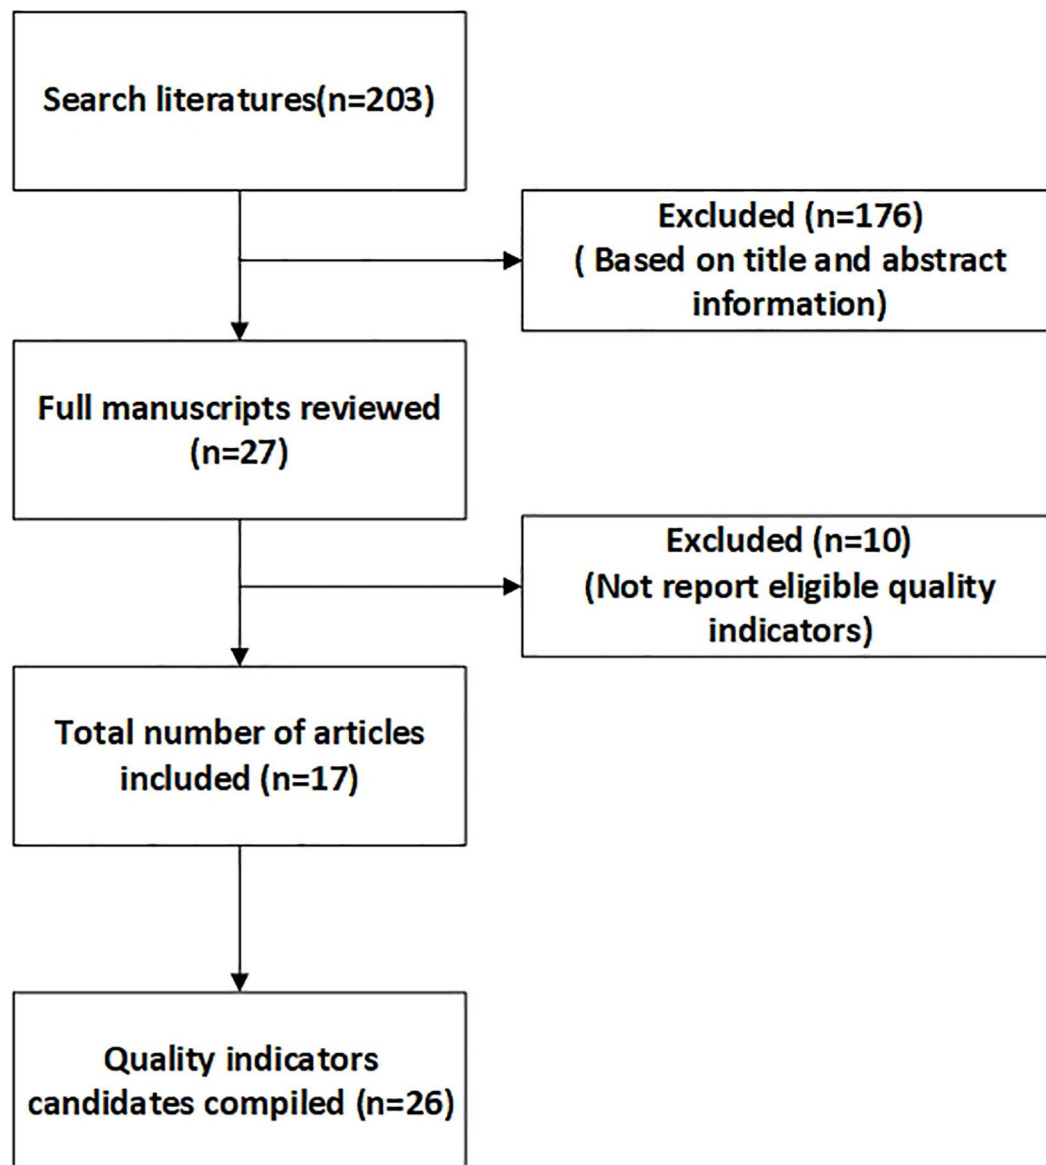 Search literatures(n=203)
Excluded (n=176)
( Based on title and abstract
information)
Full manuscripts reviewed
(n=27)
Excluded (n=10)
(Not report eligible quality
indicators)
Total number of articles
included (n=17)
Quality indicators
candidates compiled (n=26)